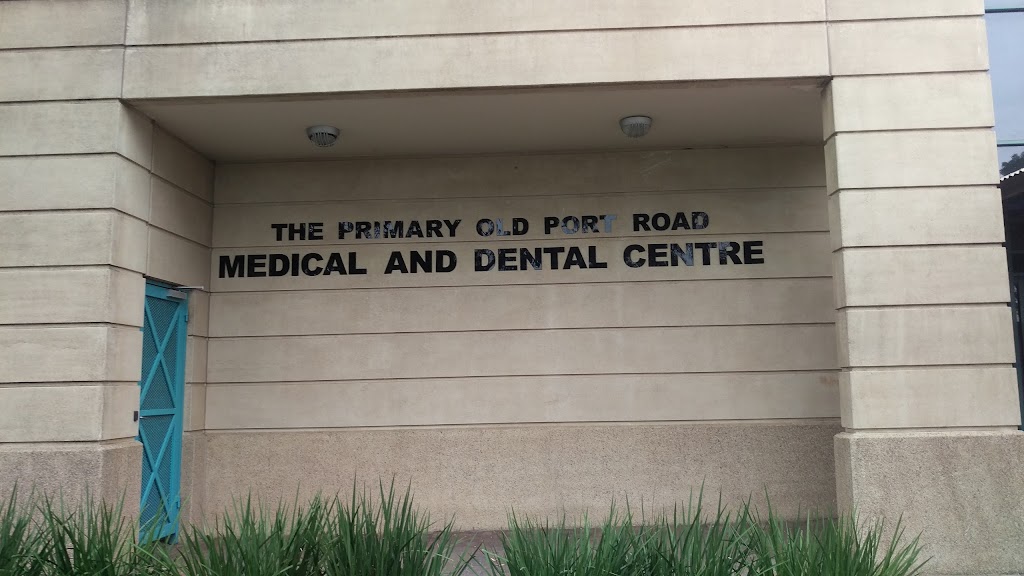 THE PRIMARY OLD PORT ROAD
MEDICAL AND DENTAL CENTRE